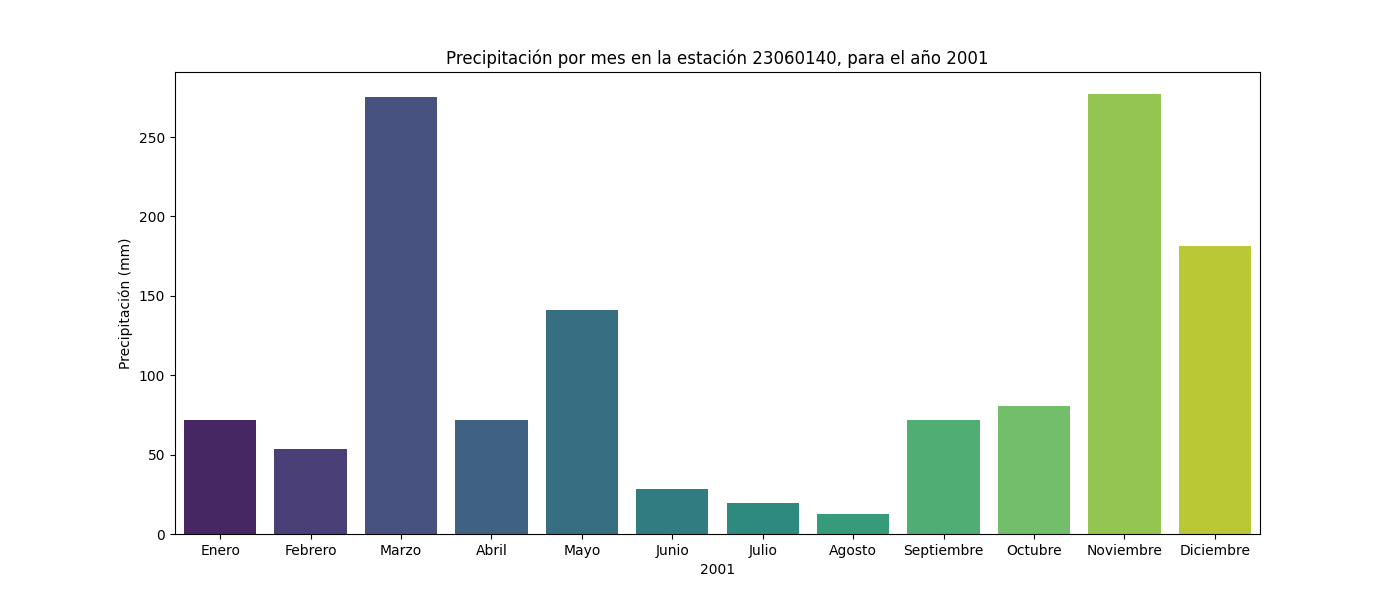 Precipitación por mes en la estación 23060140, para el año 2001
Precipitación (mm)
250
200
150
100
50
0
Enero Febrero Marzo Abril Mayo Junio Julio Agosto Septiembre Octubre Noviembre Diciembre
2001